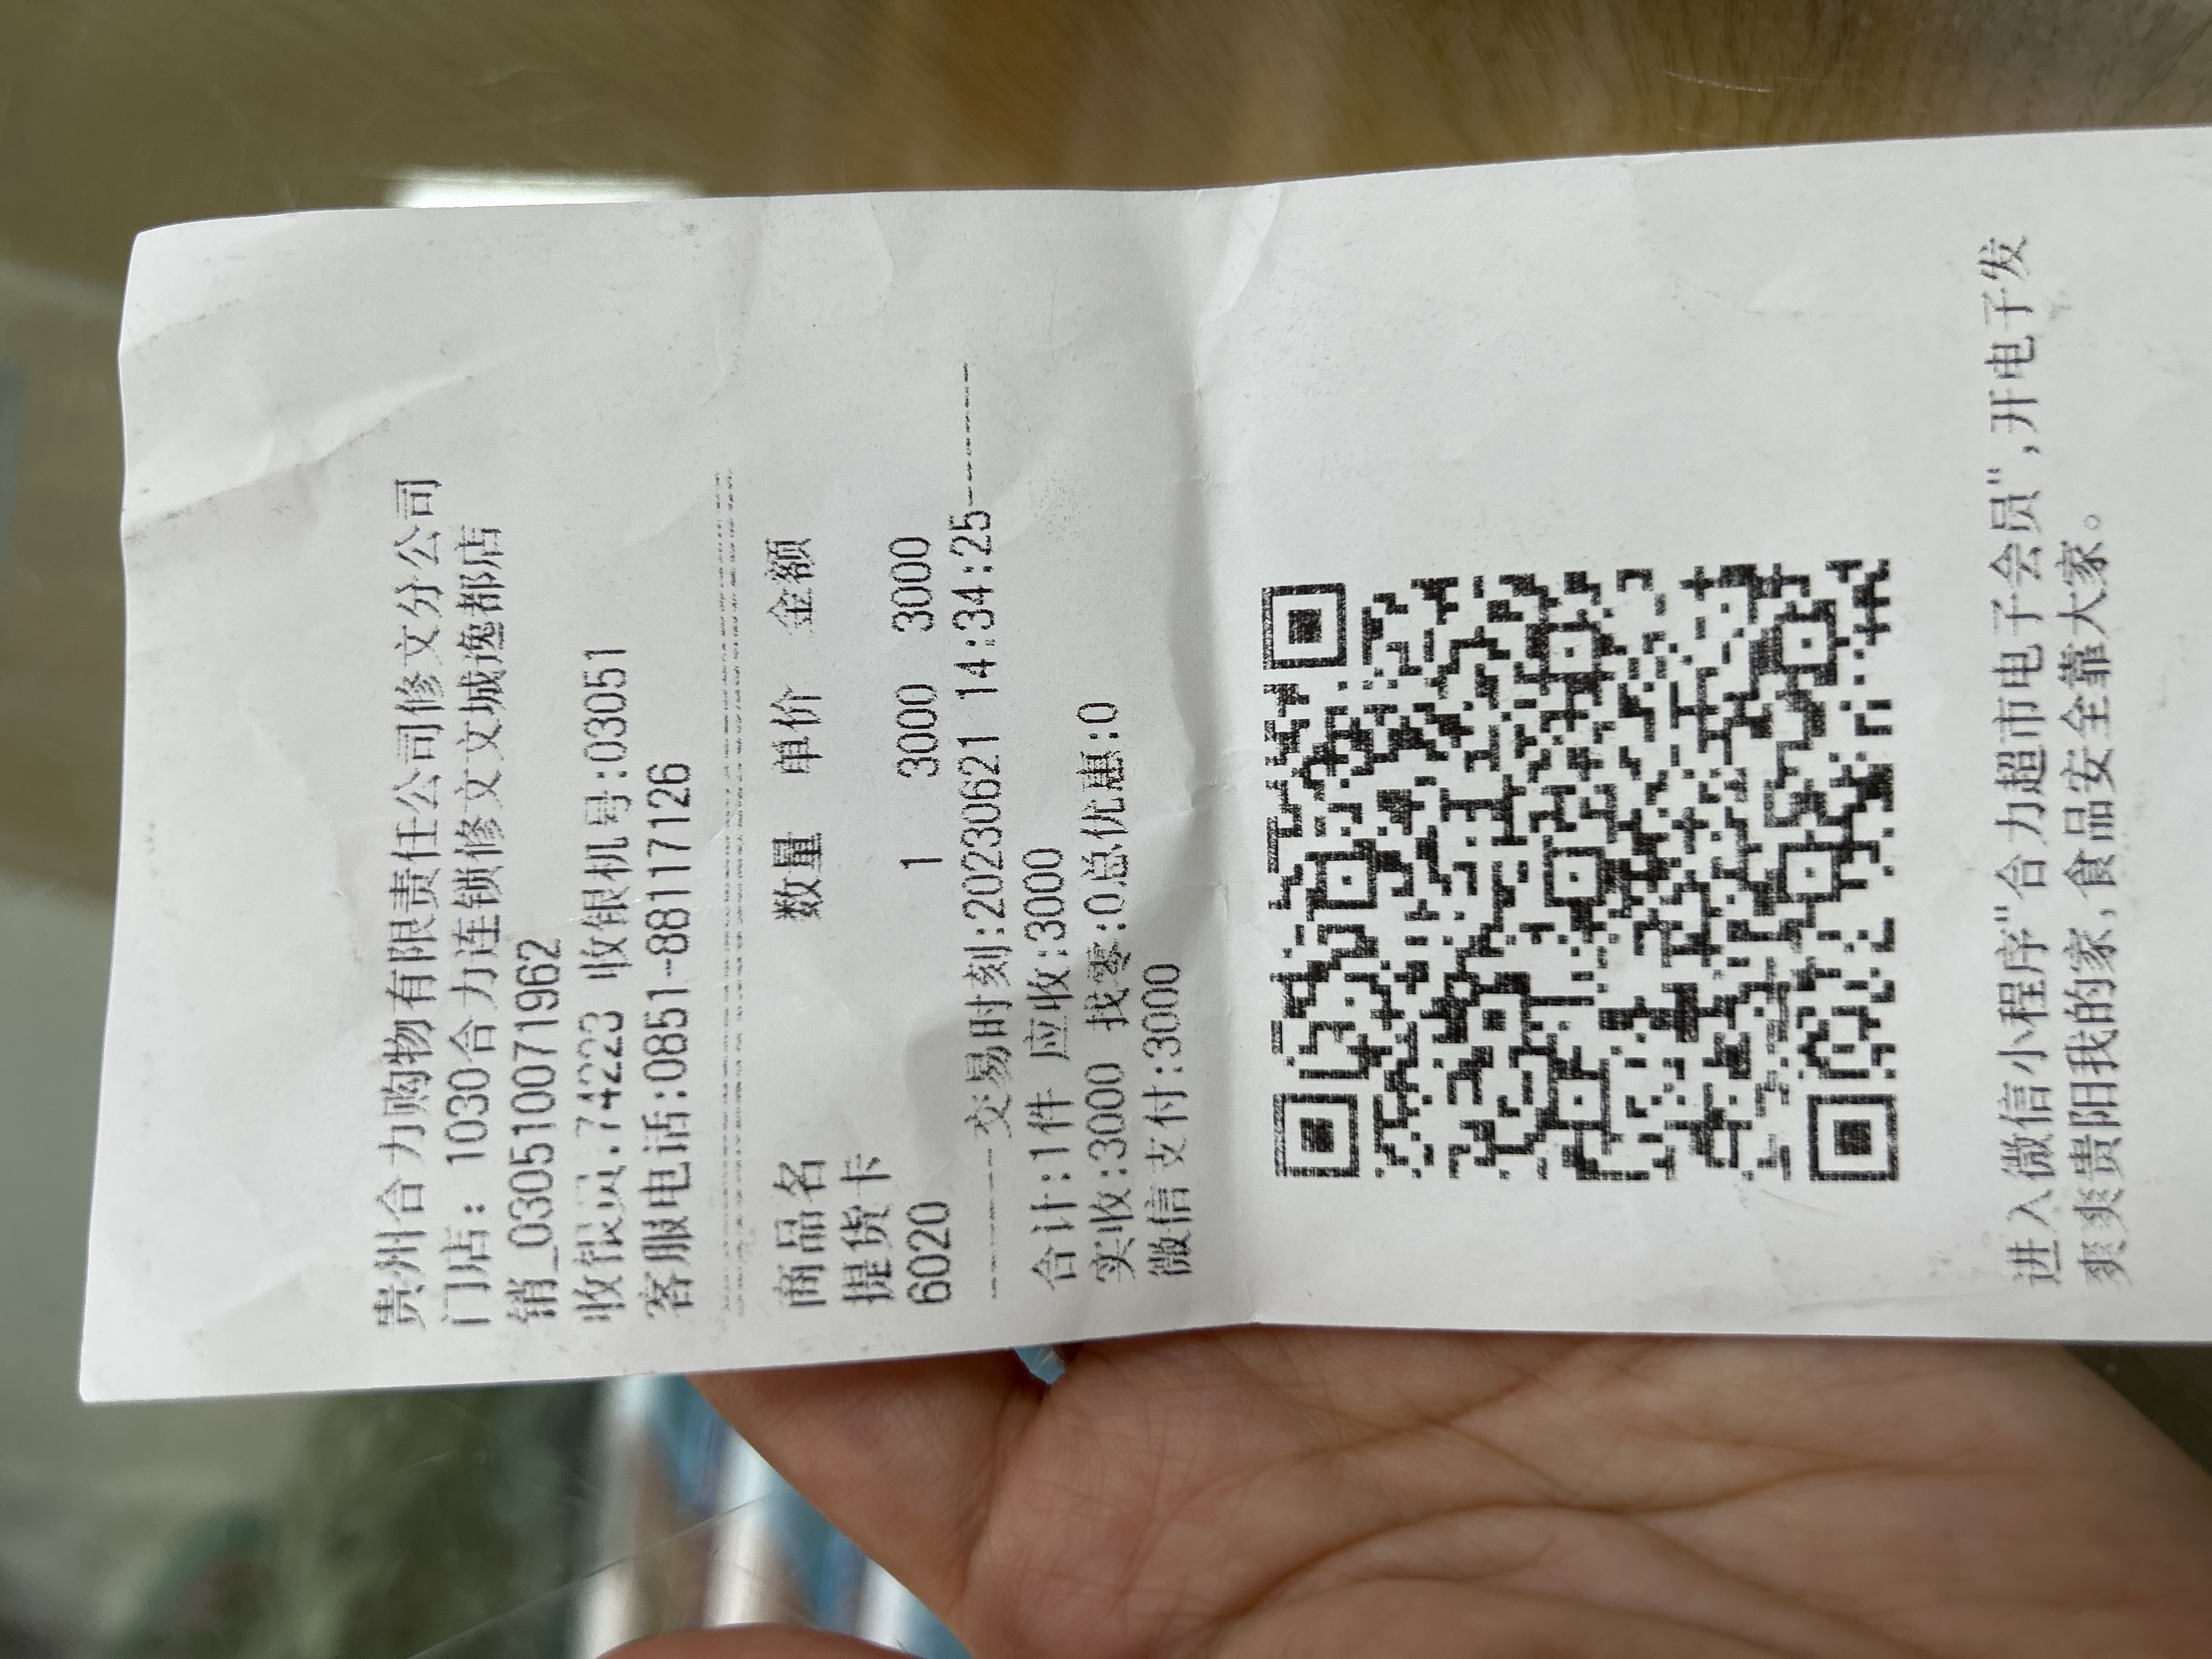 贵州合力购物有限责任公司修文分公司
门店: 1030合力连锁修文文城逸都店
销_030510071962
收银员:74223 收银机号:03051
客服电话:0851-88117126
商品名 数量 单价 金额
提货卡
6020 1 3000 3000
-----交易时刻:20230621 14:34:25------
合计:1件 应收:3000
实收:3000 找零:0总优惠:0
微信支付:3000
进入微信小程序"合力超市电子会员",开电子发
爽爽贵阳我的家,食品安全靠大家。